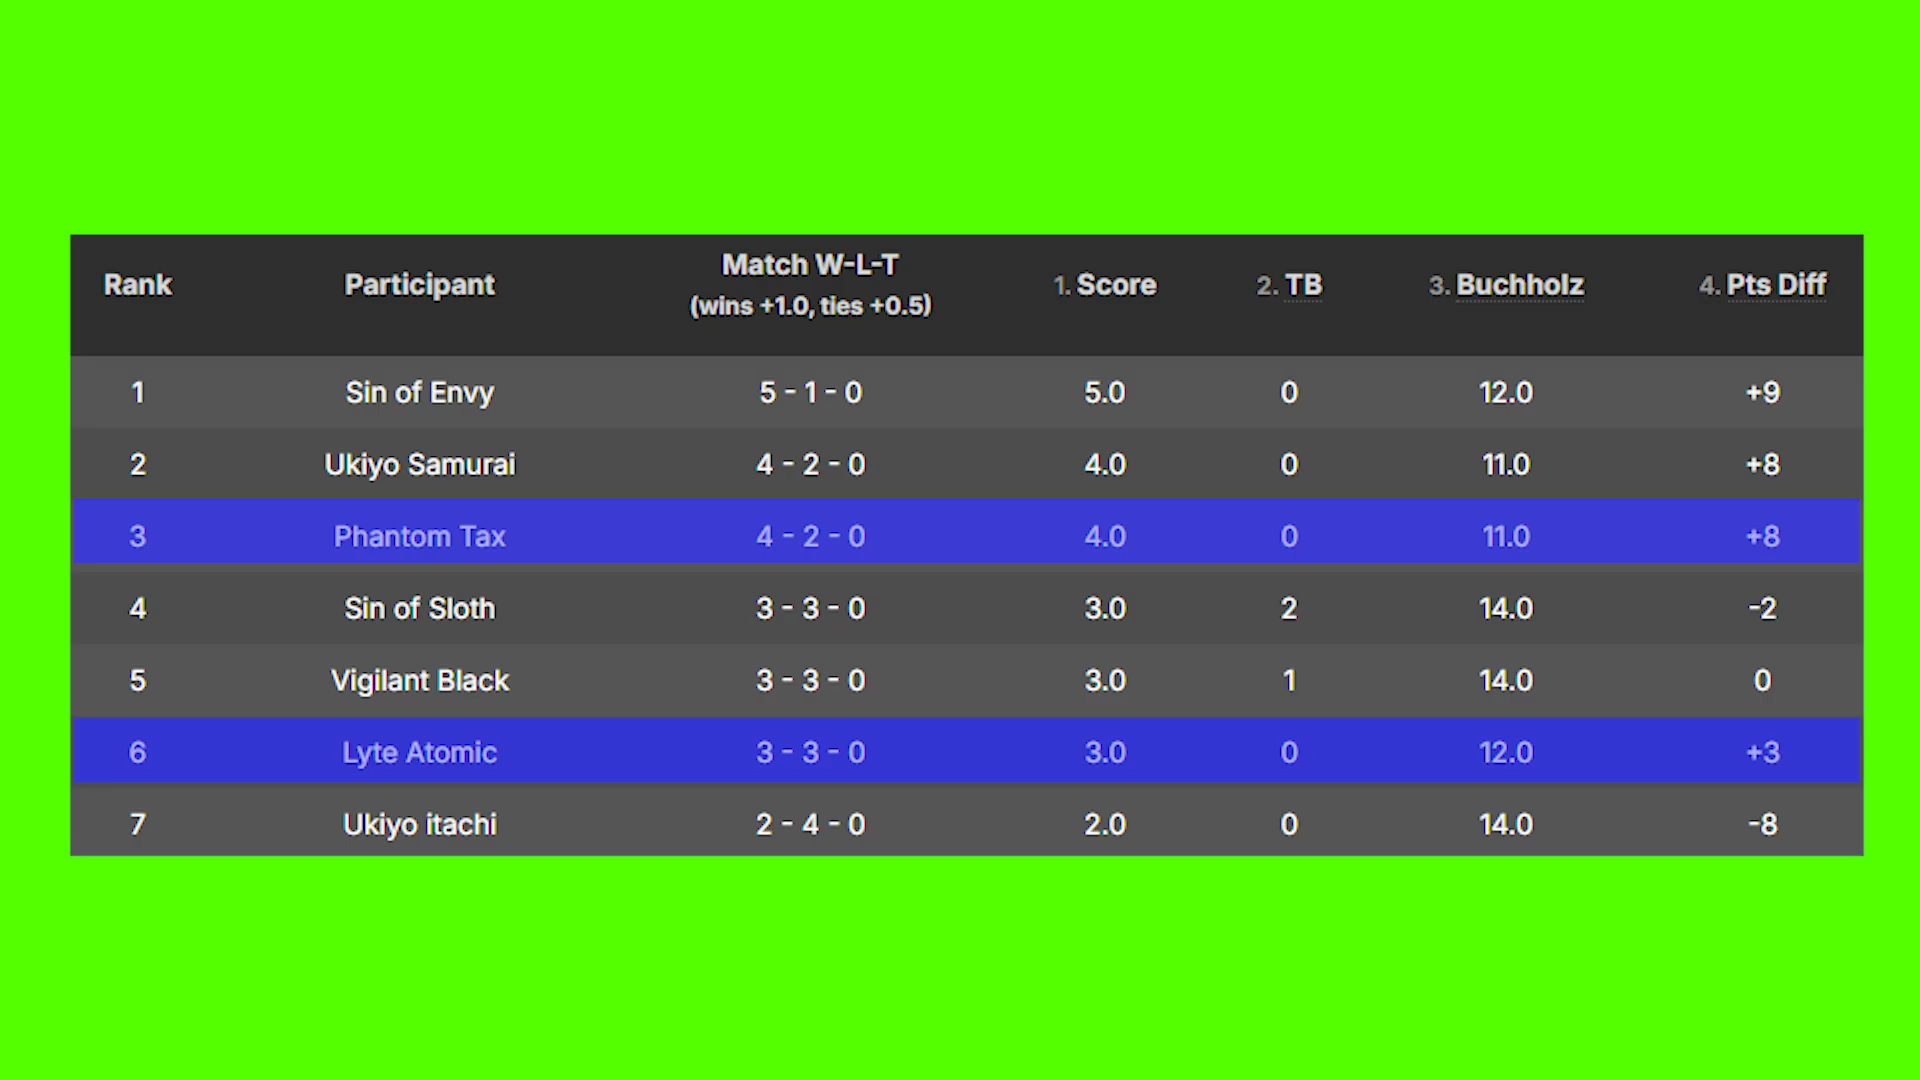 Rank Participant Match W-L-T 1. Score 2. TB 3. Buchholz 4. Pts Diff
(wins +1.0, ties +0.5)
1 Sin of Envy 5 - 1 - 0 5.0 0 12.0 +9
2 Ukiyo Samurai 4 - 2 - 0 4.0 0 11.0 +8
3 Phantom Tax 4 - 2 - 0 4.0 0 11.0 +8
4 Sin of Sloth 3 - 3 - 0 3.0 2 14.0 -2
5 Vigilant Black 3 - 3 - 0 3.0 1 14.0 0
6 Lyte Atomic 3 - 3 - 0 3.0 0 12.0 +3
7 Ukiyo itachi 2 - 4 - 0 2.0 0 14.0 -8